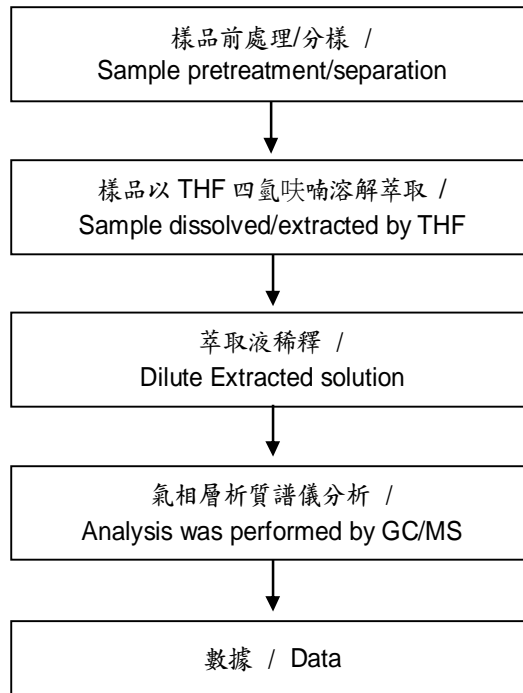 樣品前處理/分樣 /
Sample pretreatment/separation
樣品以 THF 四氫呋喃溶解萃取 /
Sample dissolved/extracted by THF
萃取液稀釋 /
Dilute Extracted solution
氣相層析質譜儀分析 /
Analysis was performed by GC/MS
數據 / Data